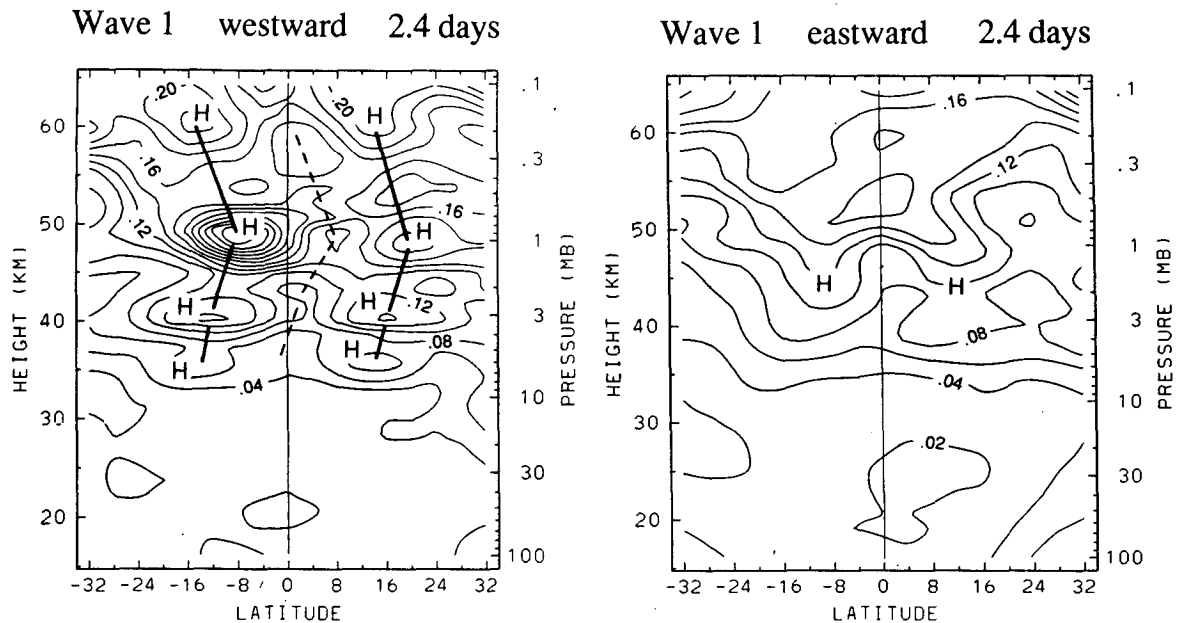 Wave 1 westward 2.4 days
.20
H
.20
H
60
.1
.3
.16
.16
.12
H
H
50
1
H
H
.12
40
3
.08
H
H
.04
10
30
30
20
100
HEIGHT (KM)
PRESSURE (MB)
-32 -24 -16 -8 0 8 16 24 32
LATITUDE
Wave 1 eastward 2.4 days
.16
.1
60
.12
.3
50
1
H
H
40
3
.08
.04
10
30
.02
30
20
100
HEIGHT (KM)
PRESSURE (MB)
-32 -24 -16 -8 0 8 16 24 32
LATITUDE